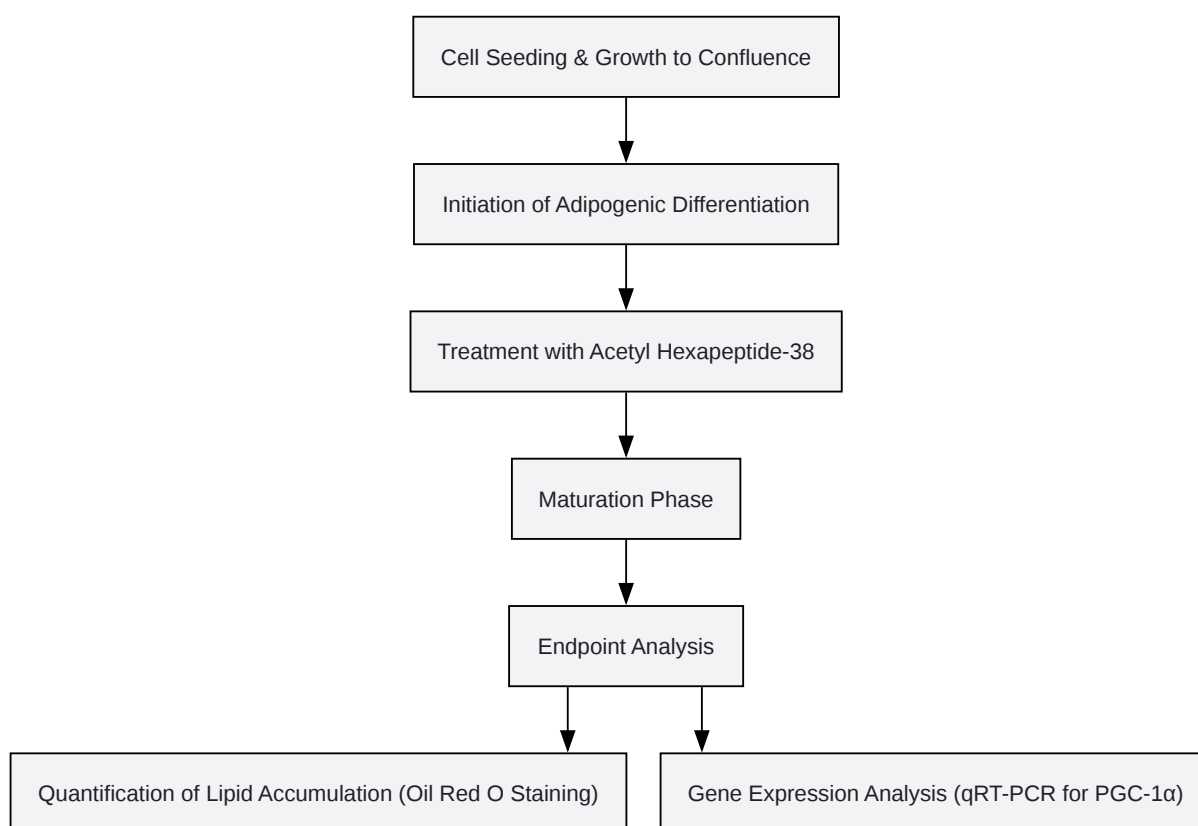 Cell Seeding & Growth to Confluence
Initiation of Adipogenic Differentiation
Treatment with Acetyl Hexapeptide-38
Maturation Phase
Endpoint Analysis
Quantification of Lipid Accumulation (Oil Red O Staining)
Gene Expression Analysis (qRT-PCR for PGC-1α)